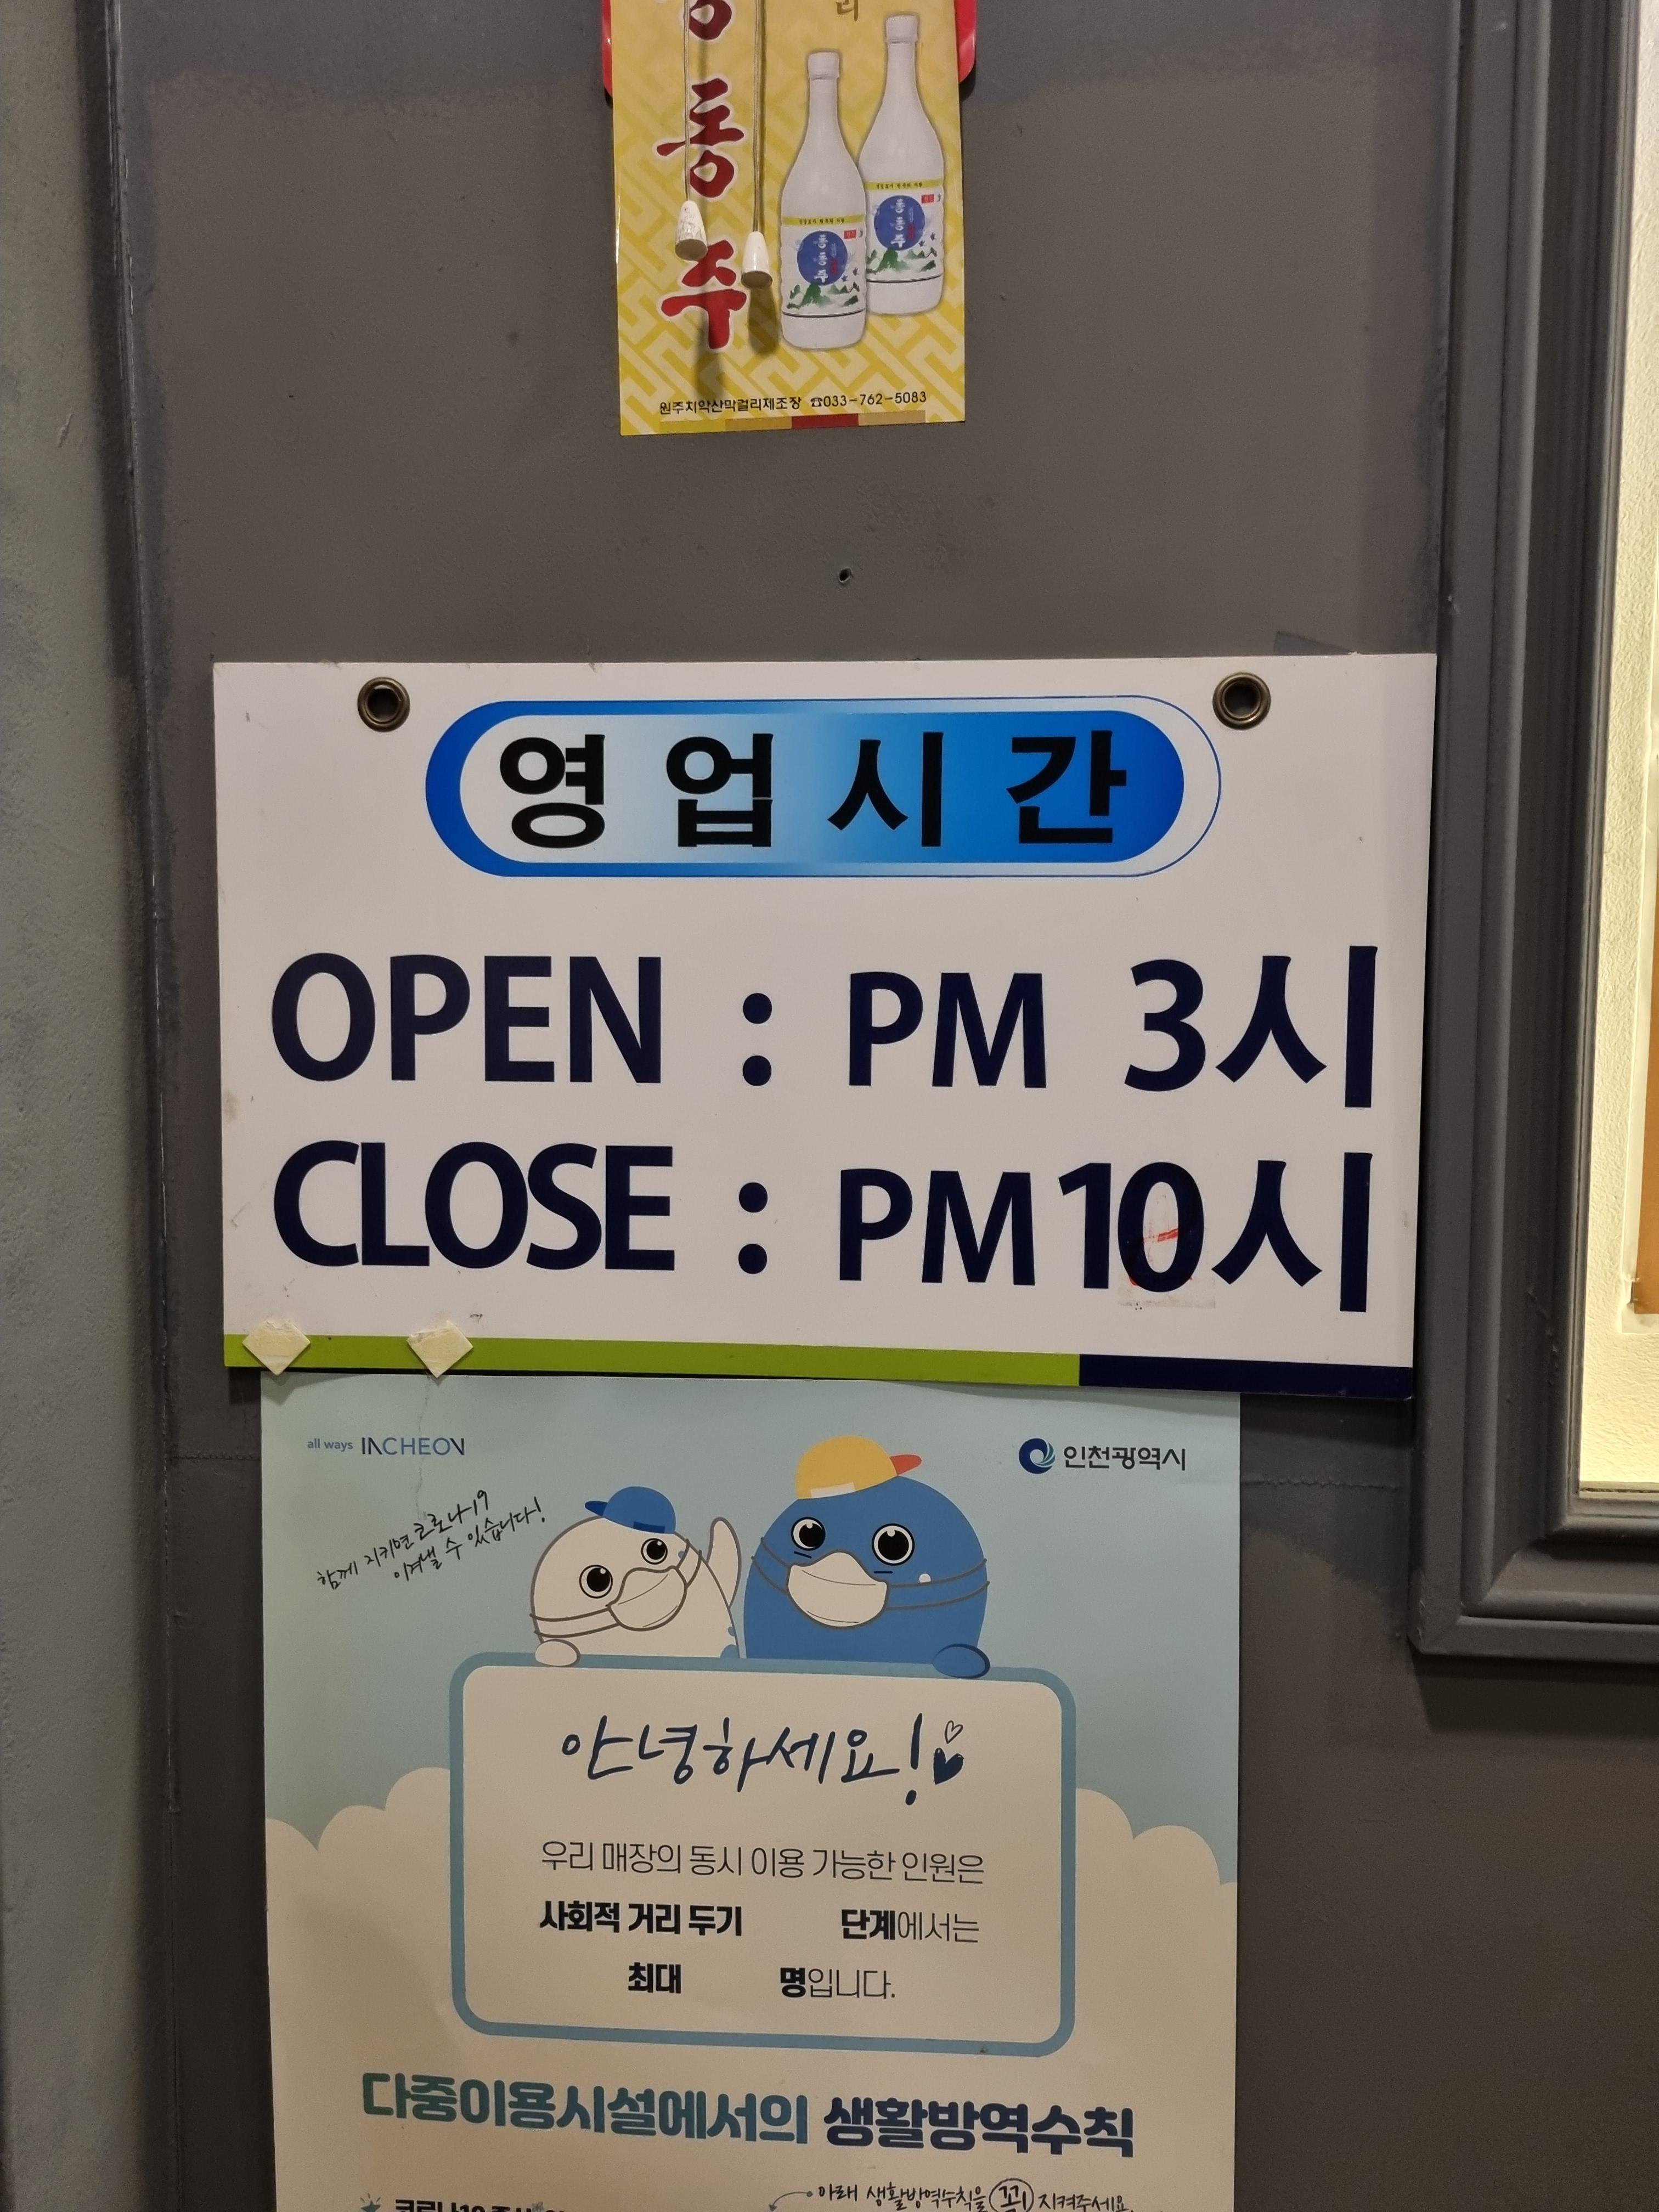 리
동
주
원주치악산막걸리제조장 ☎033-762-5083
영업시간
OPEN : PM 3시
CLOSE : PM 10시
all ways INCHEON
인천광역시
함께 지키면 코로나19
이겨낼 수 있습니다!
안녕하세요!
우리 매장의 동시 이용 가능한 인원은
사회적 거리 두기 단계에서는
최대 명입니다.
다중이용시설에서의 생활방역수칙
아래 생활방역수칙을 꼭! 지켜주세요.